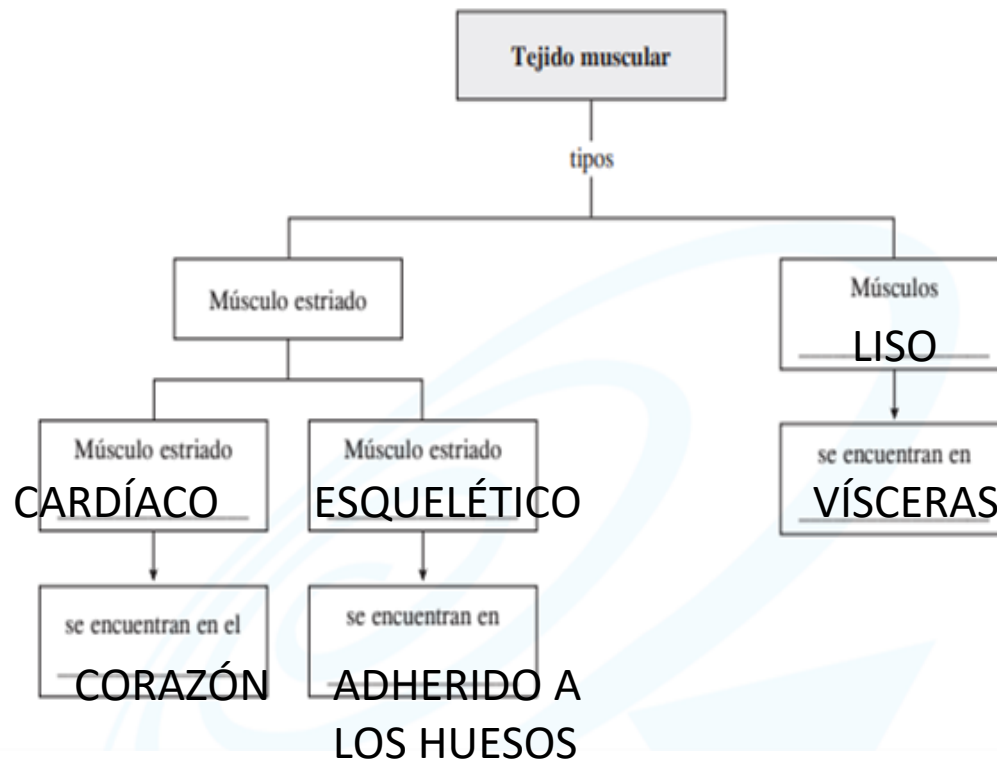 Tejido muscular
tipos
Músculo estriado
Músculos
LISO
Músculo estriado
CARDÍACO
Músculo estriado
ESQUELÉTICO
se encuentran en
VÍSCERAS
se encuentran en el
CORAZÓN
se encuentran en
ADHERIDO A
LOS HUESOS